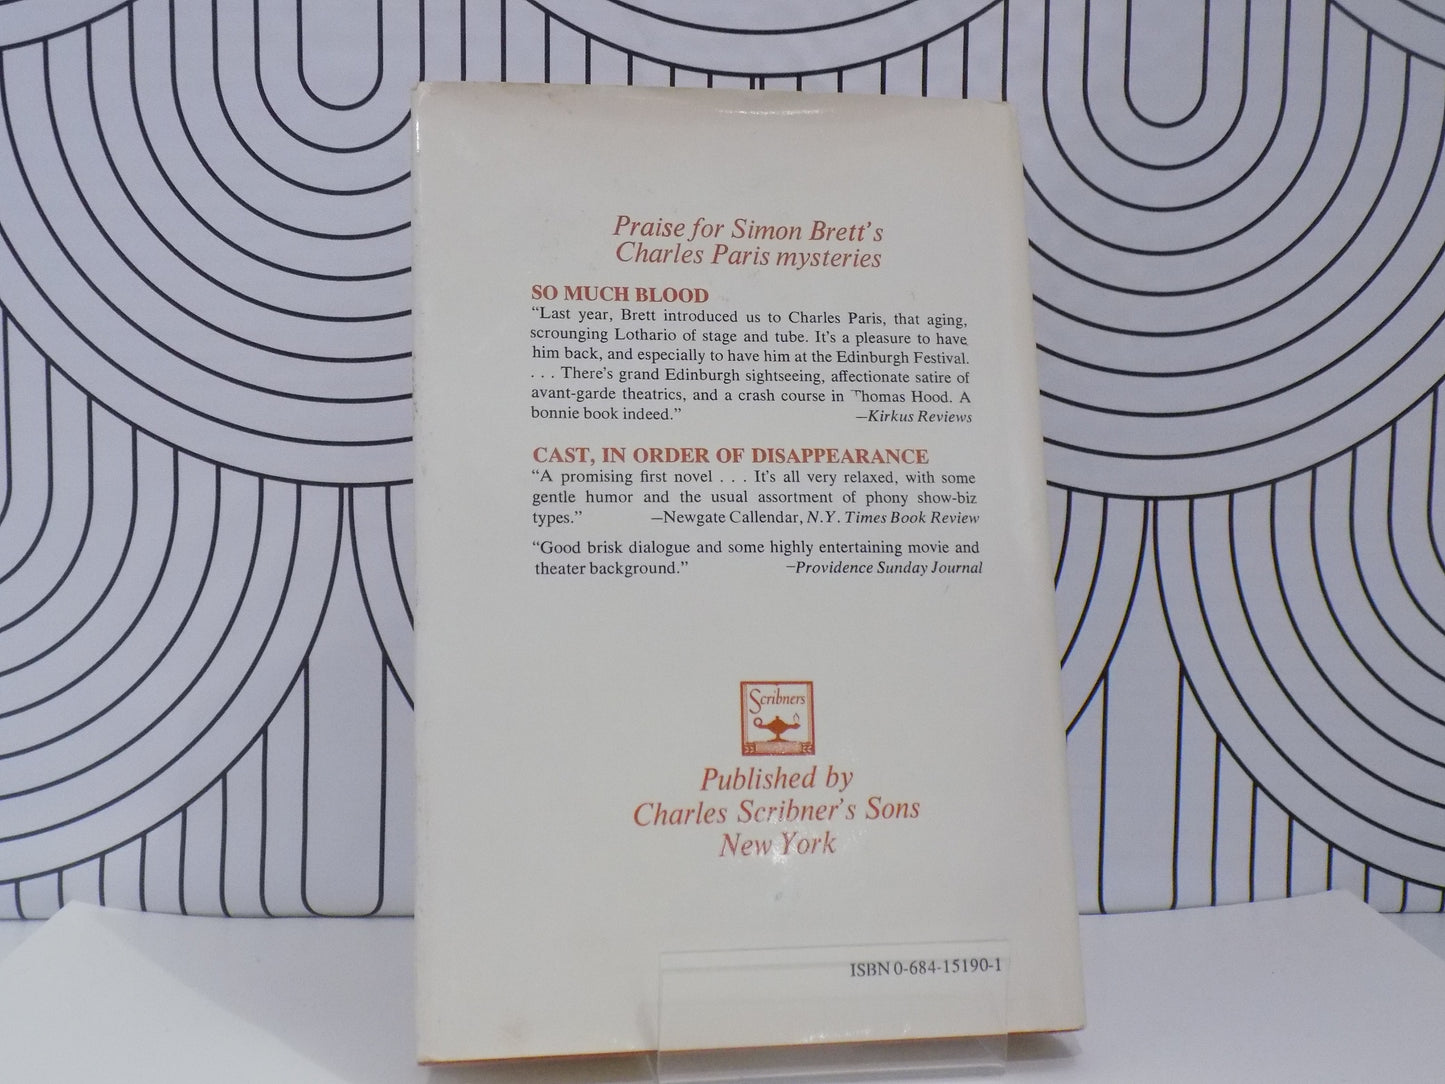 Praise for Simon Brett's
Charles Paris mysteries
SO MUCH BLOOD
“Last year, Brett introduced us to Charles Paris, that aging,
scrounging Lothario of stage and tube. It's a pleasure to have
him back, and especially to have him at the Edinburgh Festival.
. . . There's grand Edinburgh sightseeing, affectionate satire of
avant-garde theatrics, and a crash course in Thomas Hood. A
bonnie book indeed.” —Kirkus Reviews
CAST, IN ORDER OF DISAPPEARANCE
“A promising first novel . . . It's all very relaxed, with some
gentle humor and the usual assortment of phony show-biz
types.” —Newgate Callendar, N.Y. Times Book Review
“Good brisk dialogue and some highly entertaining movie and
theater background.” —Providence Sunday Journal
Scribners
Published by
Charles Scribner's Sons
New York
ISBN 0-684-15190-1